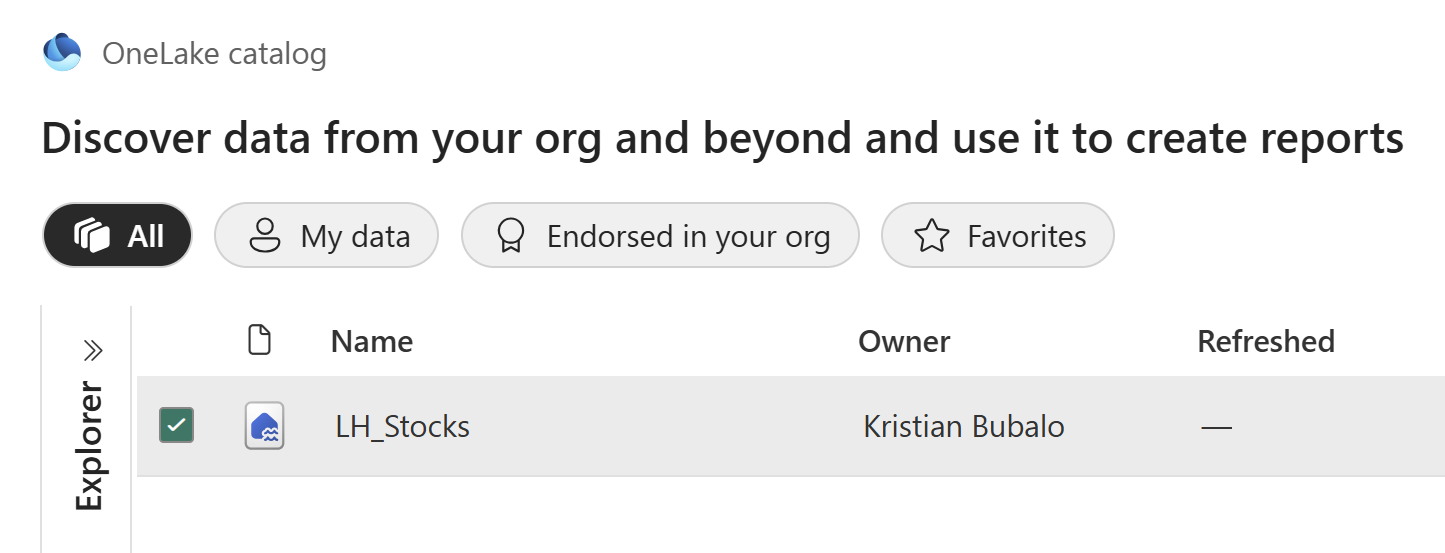 OneLake catalog
Discover data from your org and beyond and use it to create reports
All My data Endorsed in your org Favorites
Explorer
Name Owner Refreshed
LH_Stocks Kristian Bubalo —